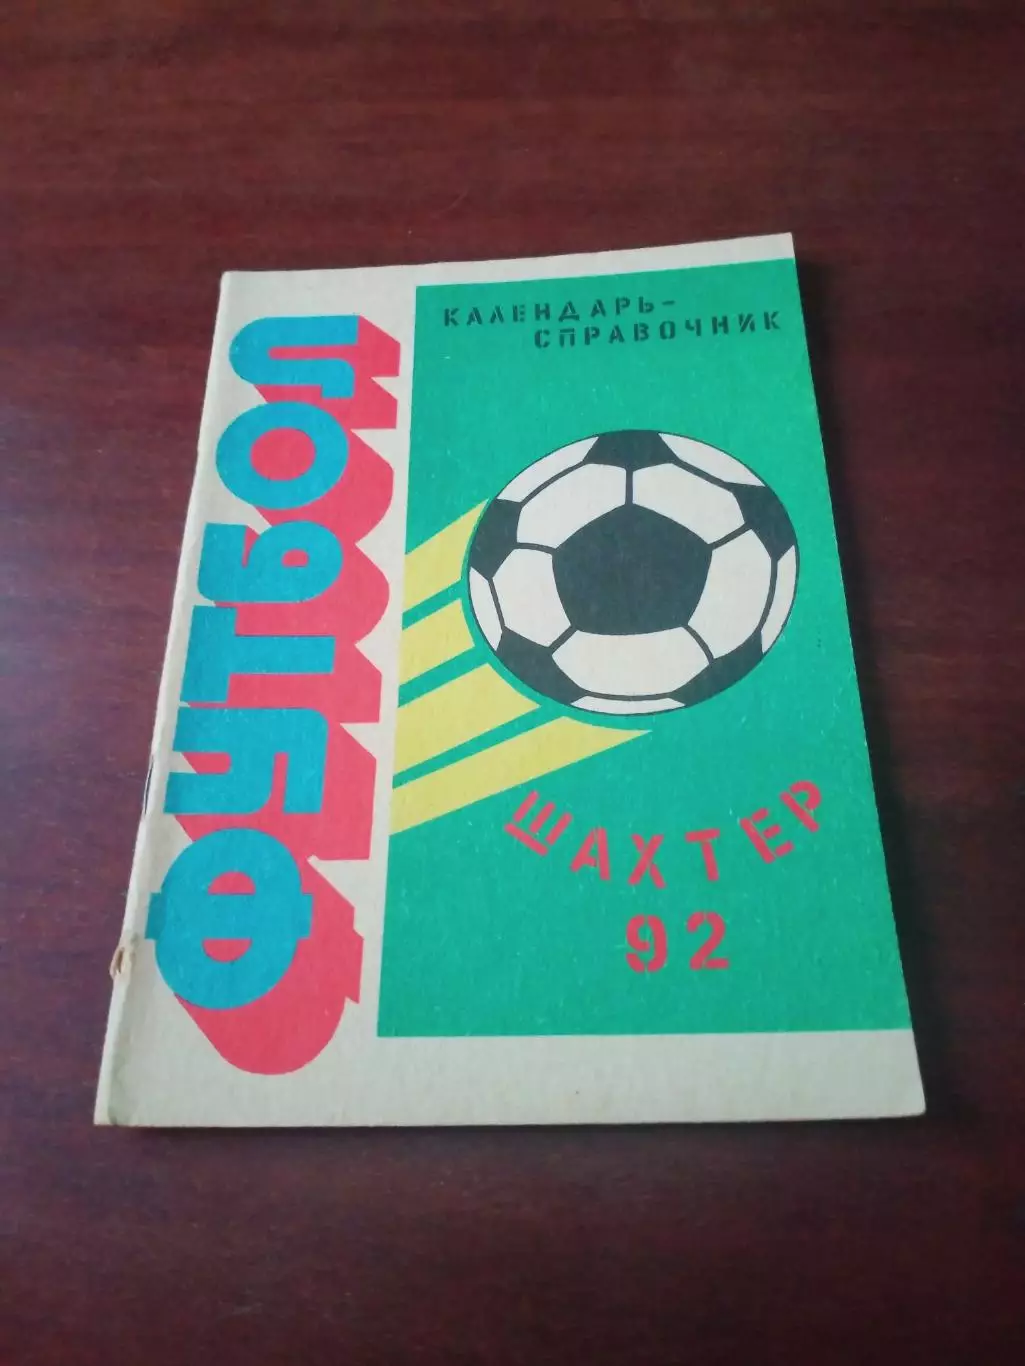 ФУТБОЛ
КАЛЕНДАРЬ-
СПРАВОЧНИК
ШАХТЕР
92